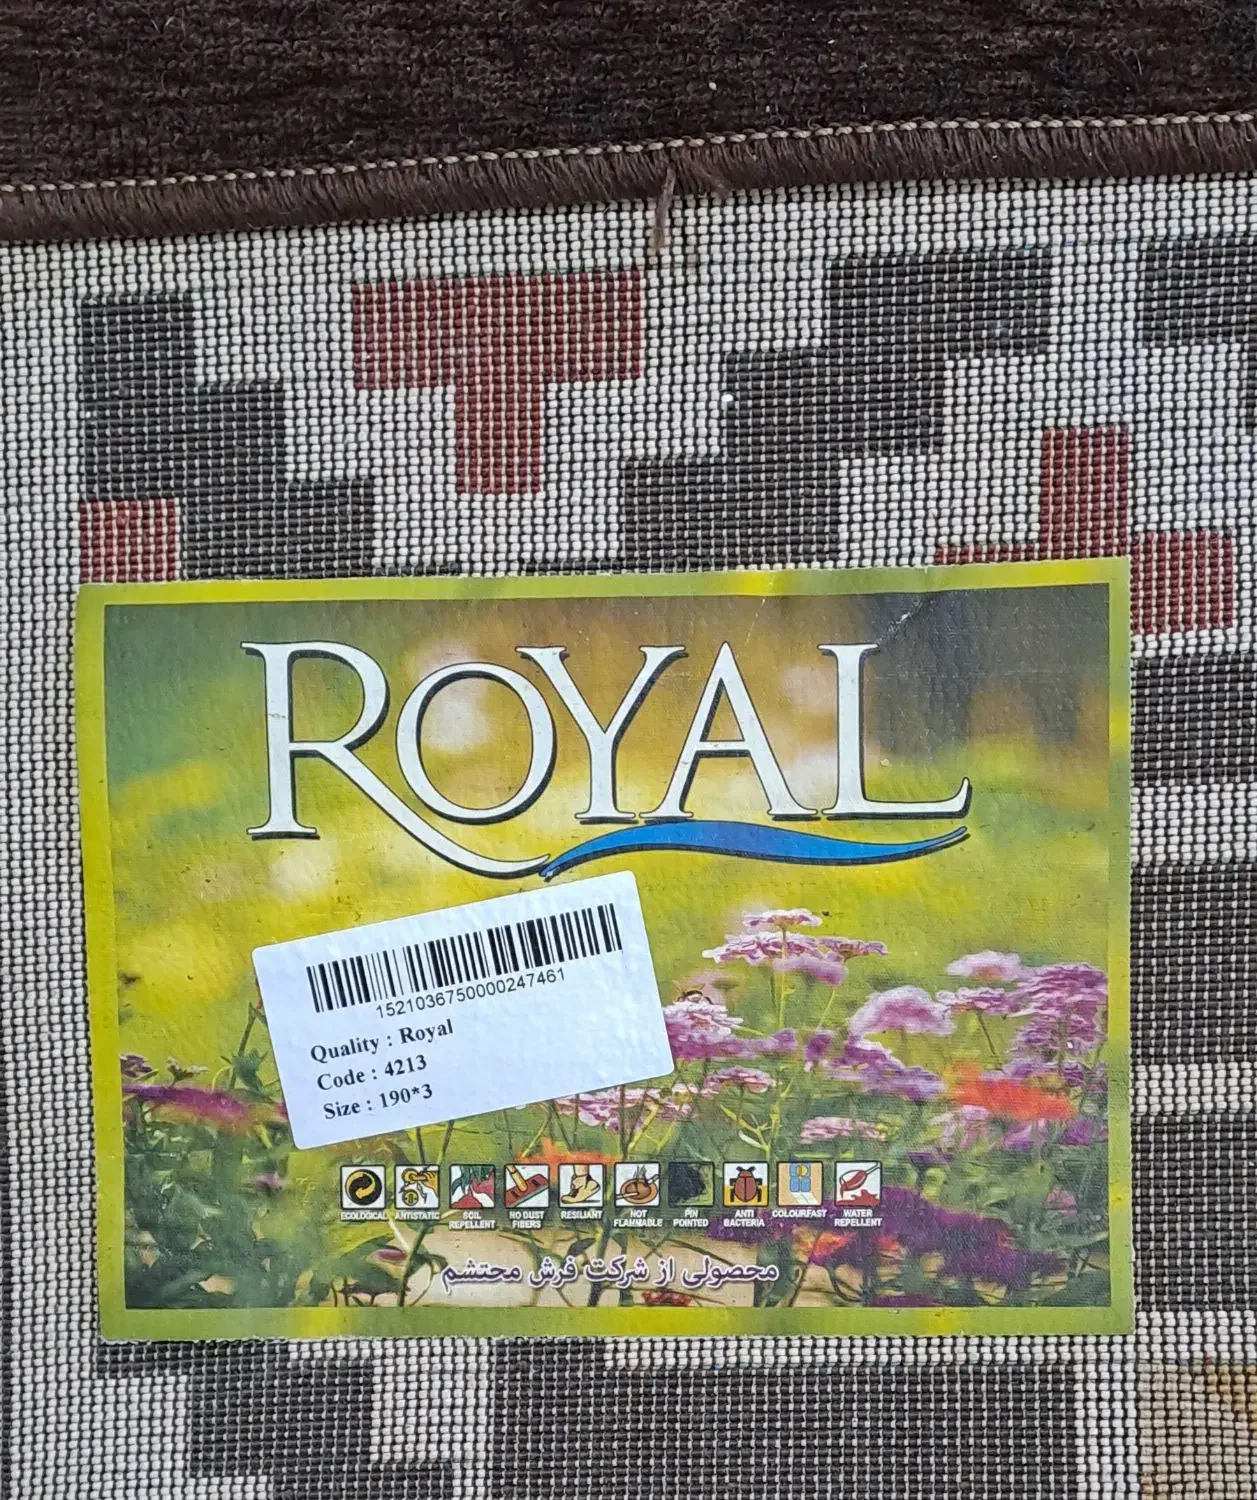 ROYAL
1521036750000247461
Quality : Royal
Code : 4213
Size : 190*3
ECOLOGICAL
ANTISTATIC
SOIL REPELLENT
NO DUST FIBERS
RESILIANT
NOT FLAMMABLE
PIN POINTED
ANTI BACTERIA
COLOURFAST
WATER REPELLENT
محصولی از شرکت فرش محتشم